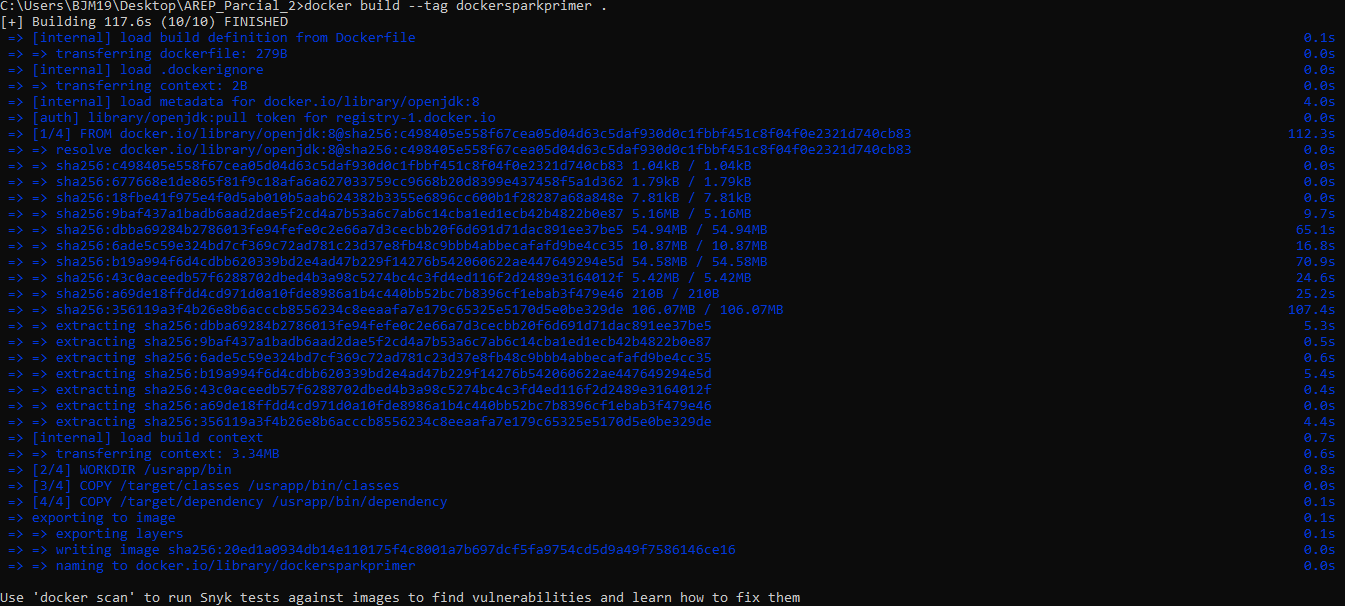 C:\Users\BJM19\Desktop\AREP_Parcial_2>docker build --tag dockersparkprimer .
[+] Building 117.6s (10/10) FINISHED
=> [internal] load build definition from Dockerfile 0.1s
=> => transferring dockerfile: 279B 0.0s
=> [internal] load .dockerignore 0.0s
=> => transferring context: 2B 0.0s
=> [internal] load metadata for docker.io/library/openjdk:8 4.0s
=> [auth] library/openjdk:pull token for registry-1.docker.io 0.0s
=> [1/4] FROM docker.io/library/openjdk:8@sha256:c498405e558f67cea05d04d63c5daf930d0c1fbbf451c8f04f0e2321d740cb83 112.3s
=> => resolve docker.io/library/openjdk:8@sha256:c498405e558f67cea05d04d63c5daf930d0c1fbbf451c8f04f0e2321d740cb83 0.0s
=> => sha256:c498405e558f67cea05d04d63c5daf930d0c1fbbf451c8f04f0e2321d740cb83 1.04kB / 1.04kB 0.0s
=> => sha256:677668e1de865f81f9c18afa6a627033759cc9668b20d8399e437458f5a1d362 1.79kB / 1.79kB 0.0s
=> => sha256:18fbe41f975e4f0d5ab010b5aab624382b3355e6896cc600b1f28287a68a848e 7.81kB / 7.81kB 0.0s
=> => sha256:9baf437a1badb6aad2dae5f2cd4a7b53a6c7ab6c14cba1ed1ecb42b4822b0e87 5.16MB / 5.16MB 9.7s
=> => sha256:dbba69284b2786013fe94fefe0c2e66a7d3cecbb20f6d691d71dac891ee37be5 54.94MB / 54.94MB 65.1s
=> => sha256:6ade5c59e324bd7cf369c72ad781c23d37e8fb48c9bbb4abbecafafd9be4cc35 10.87MB / 10.87MB 16.8s
=> => sha256:b19a994f6d4cdbb620339bd2e4ad47b229f14276b542060622ae447649294e5d 54.58MB / 54.58MB 70.9s
=> => sha256:43c0aceedb57f6288702dbed4b3a98c5274bc4c3fd4ed116f2d2489e3164012f 5.42MB / 5.42MB 24.6s
=> => sha256:a69de18ffdd4cd971d0a10fde8986a1b4c440bb52bc7b8396cf1ebab3f479e46 210B / 210B 25.2s
=> => sha256:356119a3f4b26e8b6acccb8556234c8eeaafa7e179c65325e5170d5e0be329de 106.07MB / 106.07MB 107.4s
=> => extracting sha256:dbba69284b2786013fe94fefe0c2e66a7d3cecbb20f6d691d71dac891ee37be5 5.3s
=> => extracting sha256:9baf437a1badb6aad2dae5f2cd4a7b53a6c7ab6c14cba1ed1ecb42b4822b0e87 0.5s
=> => extracting sha256:6ade5c59e324bd7cf369c72ad781c23d37e8fb48c9bbb4abbecafafd9be4cc35 0.6s
=> => extracting sha256:b19a994f6d4cdbb620339bd2e4ad47b229f14276b542060622ae447649294e5d 5.4s
=> => extracting sha256:43c0aceedb57f6288702dbed4b3a98c5274bc4c3fd4ed116f2d2489e3164012f 0.4s
=> => extracting sha256:a69de18ffdd4cd971d0a10fde8986a1b4c440bb52bc7b8396cf1ebab3f479e46 0.0s
=> => extracting sha256:356119a3f4b26e8b6acccb8556234c8eeaafa7e179c65325e5170d5e0be329de 4.4s
=> [internal] load build context 0.7s
=> => transferring context: 3.34MB 0.6s
=> [2/4] WORKDIR /usrapp/bin 0.8s
=> [3/4] COPY /target/classes /usrapp/bin/classes 0.0s
=> [4/4] COPY /target/dependency /usrapp/bin/dependency 0.1s
=> exporting to image 0.1s
=> => exporting layers 0.1s
=> => writing image sha256:20ed1a0934db14e110175f4c8001a7b697dcf5fa9754cd5d9a49f7586146ce16 0.0s
=> => naming to docker.io/library/dockersparkprimer 0.0s
Use 'docker scan' to run Snyk tests against images to find vulnerabilities and learn how to fix them